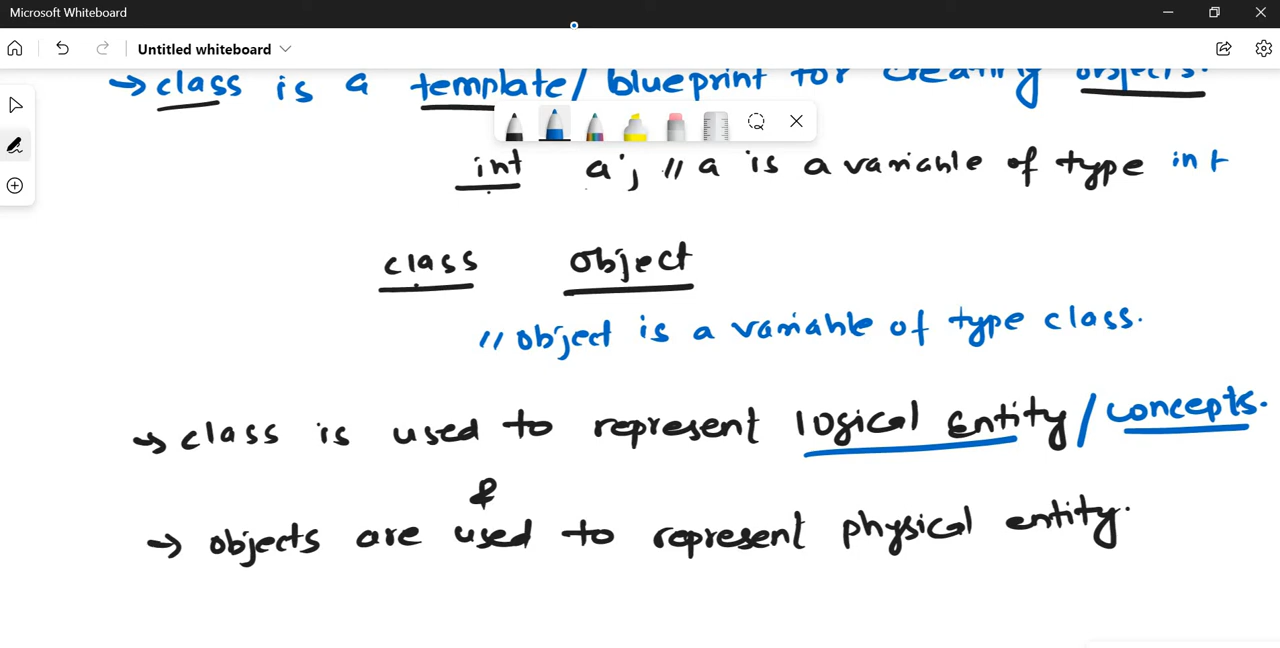 Microsoft Whiteboard
Untitled whiteboard
→ class is a template/ blueprint for creating objects.
int a; // a is a variable of type int
class object
// object is a variable of type class.
→ class is used to represent logical Entity / concepts.
&
→ objects are used to represent physical entity.